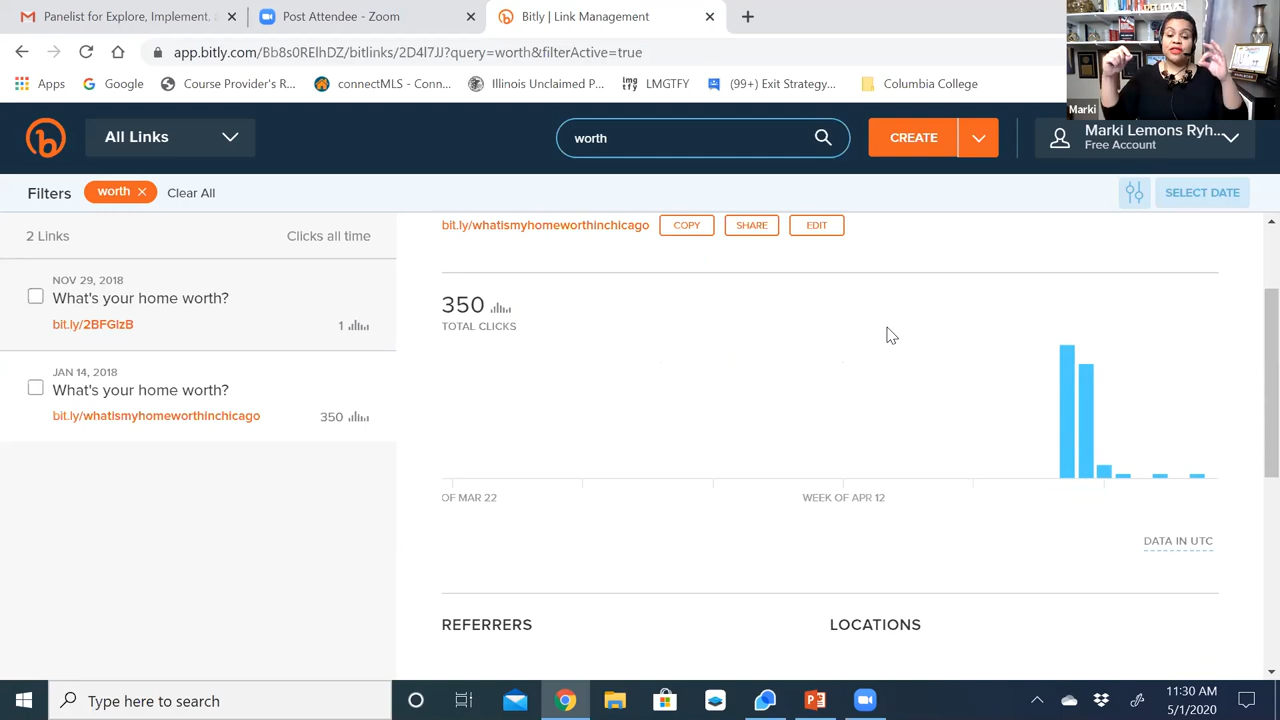 Panelist for Explore, Implement,
Post Attendee - Zoom
Bitly | Link Management
app.bitly.com/Bb8s0RElhDZ/bitlinks/2D4I7IJ?query=worth&filterActive=true
Apps
Google
Course Provider's R...
connectMLS - Conn...
Illinois Unclaimed P...
LMGTFY
(99+) Exit Strategy...
Columbia College
Marki
All Links
worth
CREATE
Marki Lemons Ryh...
Free Account
Filters
worth
Clear All
SELECT DATE
2 Links
Clicks all time
bit.ly/whatismyhomeworthinchicago
COPY
SHARE
EDIT
NOV 29, 2018
What's your home worth?
bit.ly/2BFGlzB
1
JAN 14, 2018
What's your home worth?
bit.ly/whatismyhomeworthinchicago
350
350
TOTAL CLICKS
OF MAR 22
WEEK OF APR 12
DATA IN UTC
REFERRERS
LOCATIONS
Type here to search
11:30 AM
5/1/2020